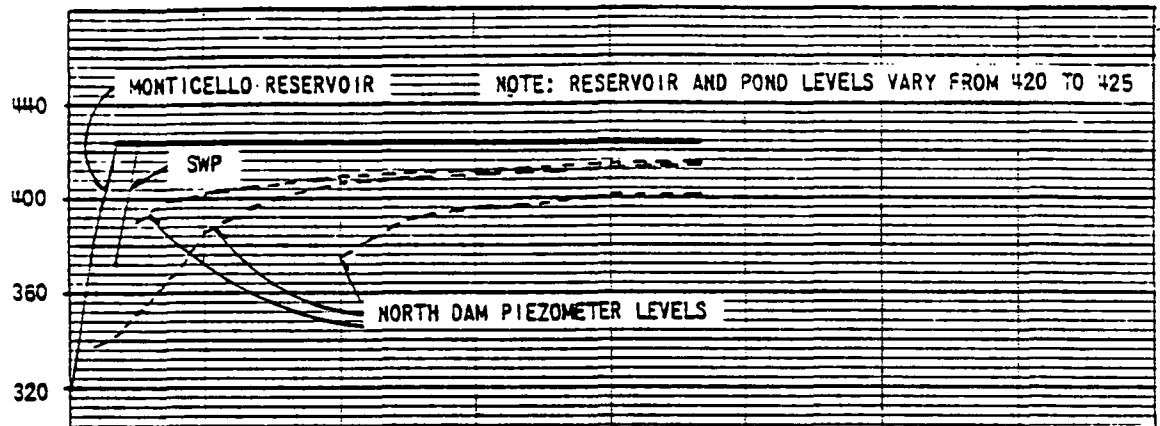 MONTICELLO RESERVOIR
NOTE: RESERVOIR AND POND LEVELS VARY FROM 420 TO 425
440
SWP
400
360
NORTH DAM PIEZOMETER LEVELS
320